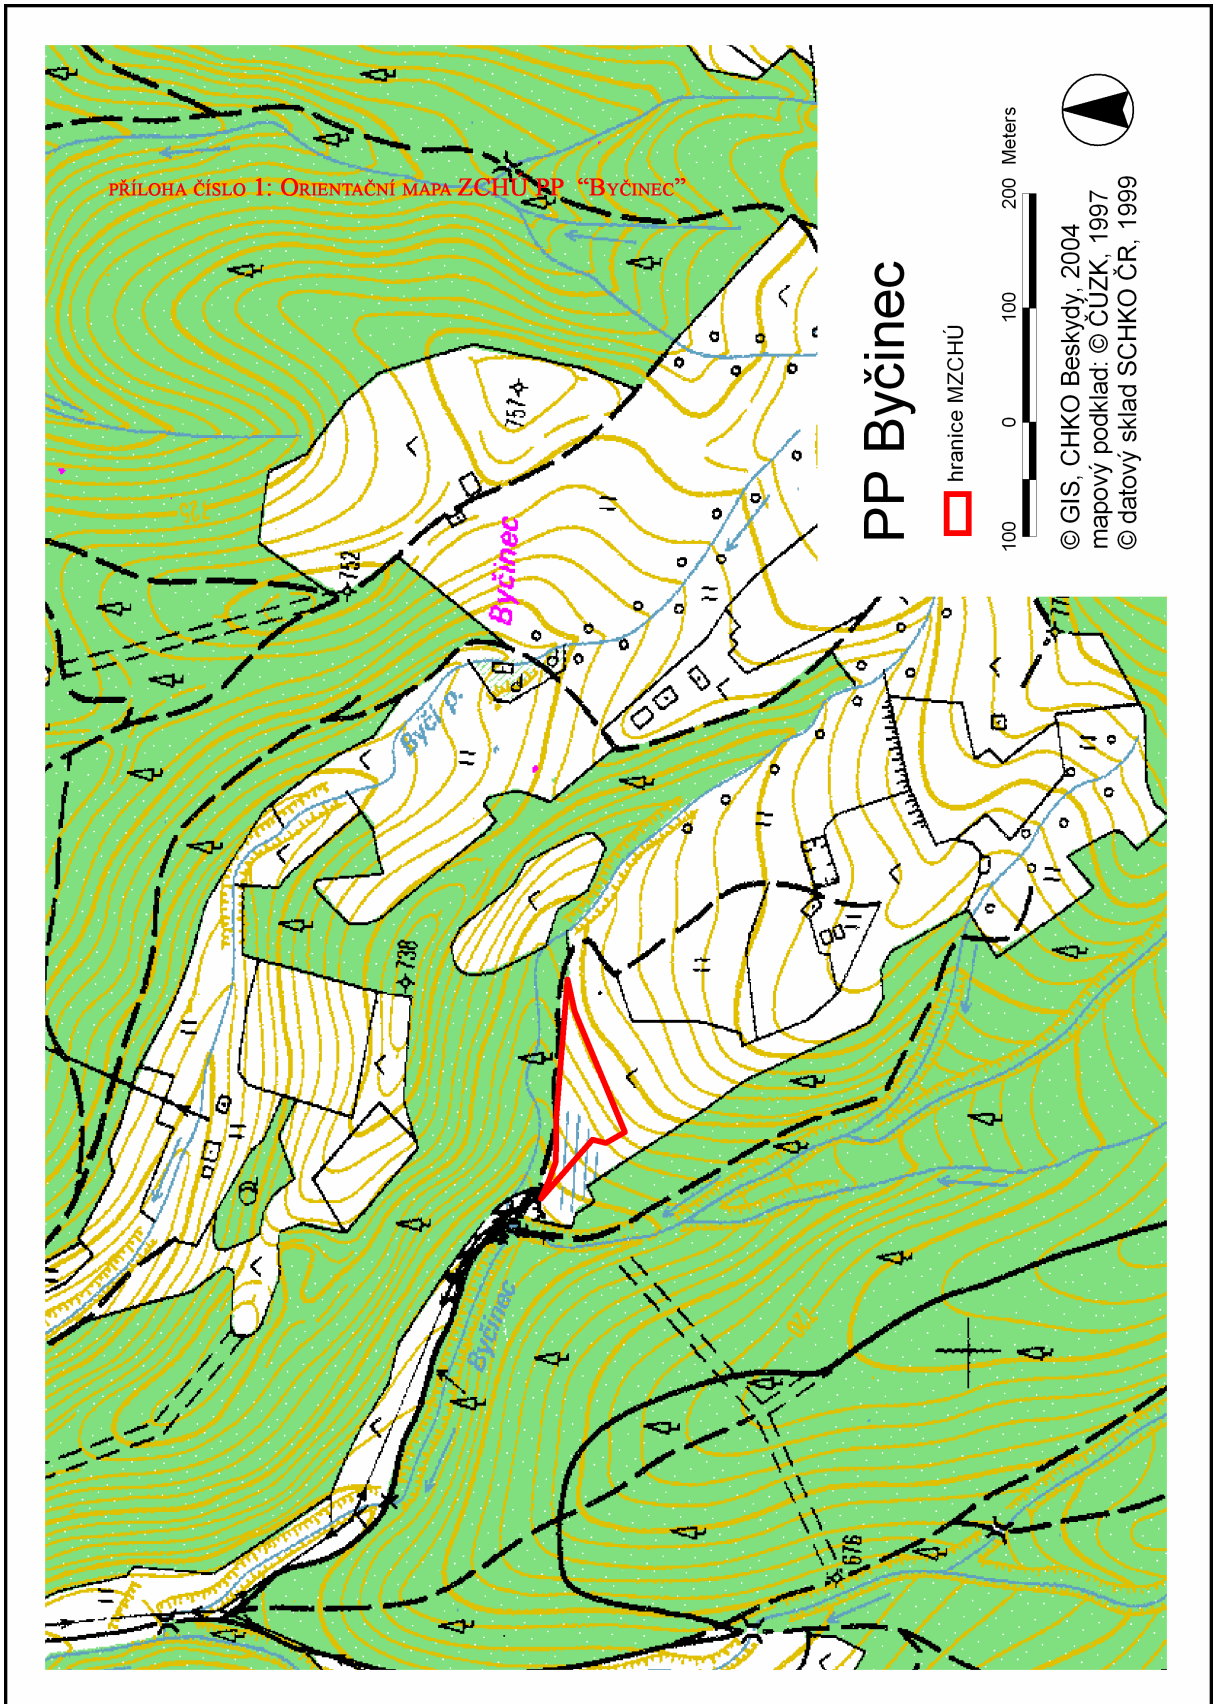 PŘÍLOHA ČÍSLO 1: ORIENTAČNÍ MAPA ZCHÚ PP “BYČINEC”
PP Byčinec
hranice MZCHÚ
100 0 100 200 Meters
© GIS, CHKO Beskydy, 2004
mapový podklad: © ČÚZK, 1997
© datový sklad SCHKO ČR, 1999
757
752
725
Byčinec
Byčí p.
738
Byčinec
676